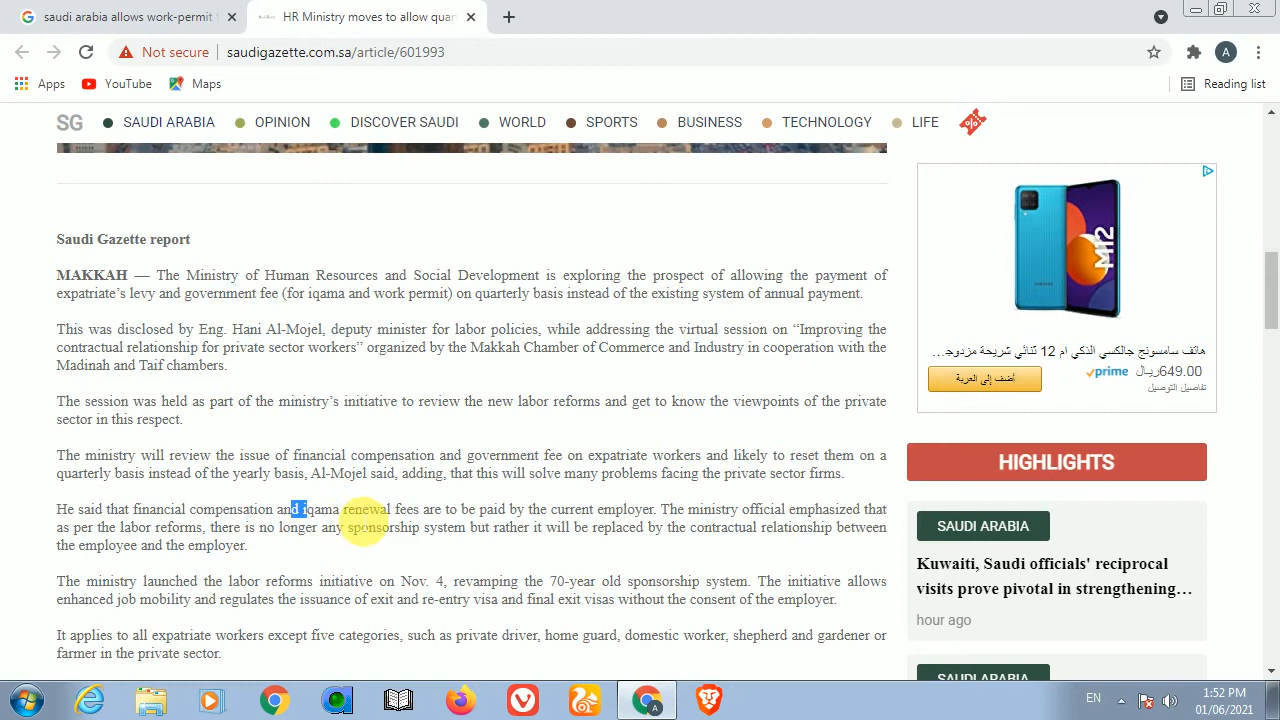 saudi arabia allows work-permit
HR Ministry moves to allow quar
Not secure
saudigazette.com.sa/article/601993
A
Apps
YouTube
Maps
Reading list
SG
SAUDI ARABIA
OPINION
DISCOVER SAUDI
WORLD
SPORTS
BUSINESS
TECHNOLOGY
LIFE
Saudi Gazette report
MAKKAH — The Ministry of Human Resources and Social Development is exploring the prospect of allowing the payment of
expatriate's levy and government fee (for iqama and work permit) on quarterly basis instead of the existing system of annual payment.
This was disclosed by Eng. Hani Al-Mojel, deputy minister for labor policies, while addressing the virtual session on “Improving the
contractual relationship for private sector workers” organized by the Makkah Chamber of Commerce and Industry in cooperation with the
Madinah and Taif chambers.
The session was held as part of the ministry's initiative to review the new labor reforms and get to know the viewpoints of the private
sector in this respect.
The ministry will review the issue of financial compensation and government fee on expatriate workers and likely to reset them on a
quarterly basis instead of the yearly basis, Al-Mojel said, adding, that this will solve many problems facing the private sector firms.
He said that financial compensation and iqama renewal fees are to be paid by the current employer. The ministry official emphasized that
as per the labor reforms, there is no longer any sponsorship system but rather it will be replaced by the contractual relationship between
the employee and the employer.
The ministry launched the labor reforms initiative on Nov. 4, revamping the 70-year old sponsorship system. The initiative allows
enhanced job mobility and regulates the issuance of exit and re-entry visa and final exit visas without the consent of the employer.
It applies to all expatriate workers except five categories, such as private driver, home guard, domestic worker, shepherd and gardener or
farmer in the private sector.
M12
هاتف سامسونج جالكسي الذكي ام 12 ثنائي شريحة مزدوج...
أضف إلى العربة
prime
649.00 ريال
تفاصيل التوصيل
HIGHLIGHTS
SAUDI ARABIA
Kuwaiti, Saudi officials' reciprocal
visits prove pivotal in strengthening…
hour ago
SAUDI ARABIA
EN
1:52 PM
01/06/2021